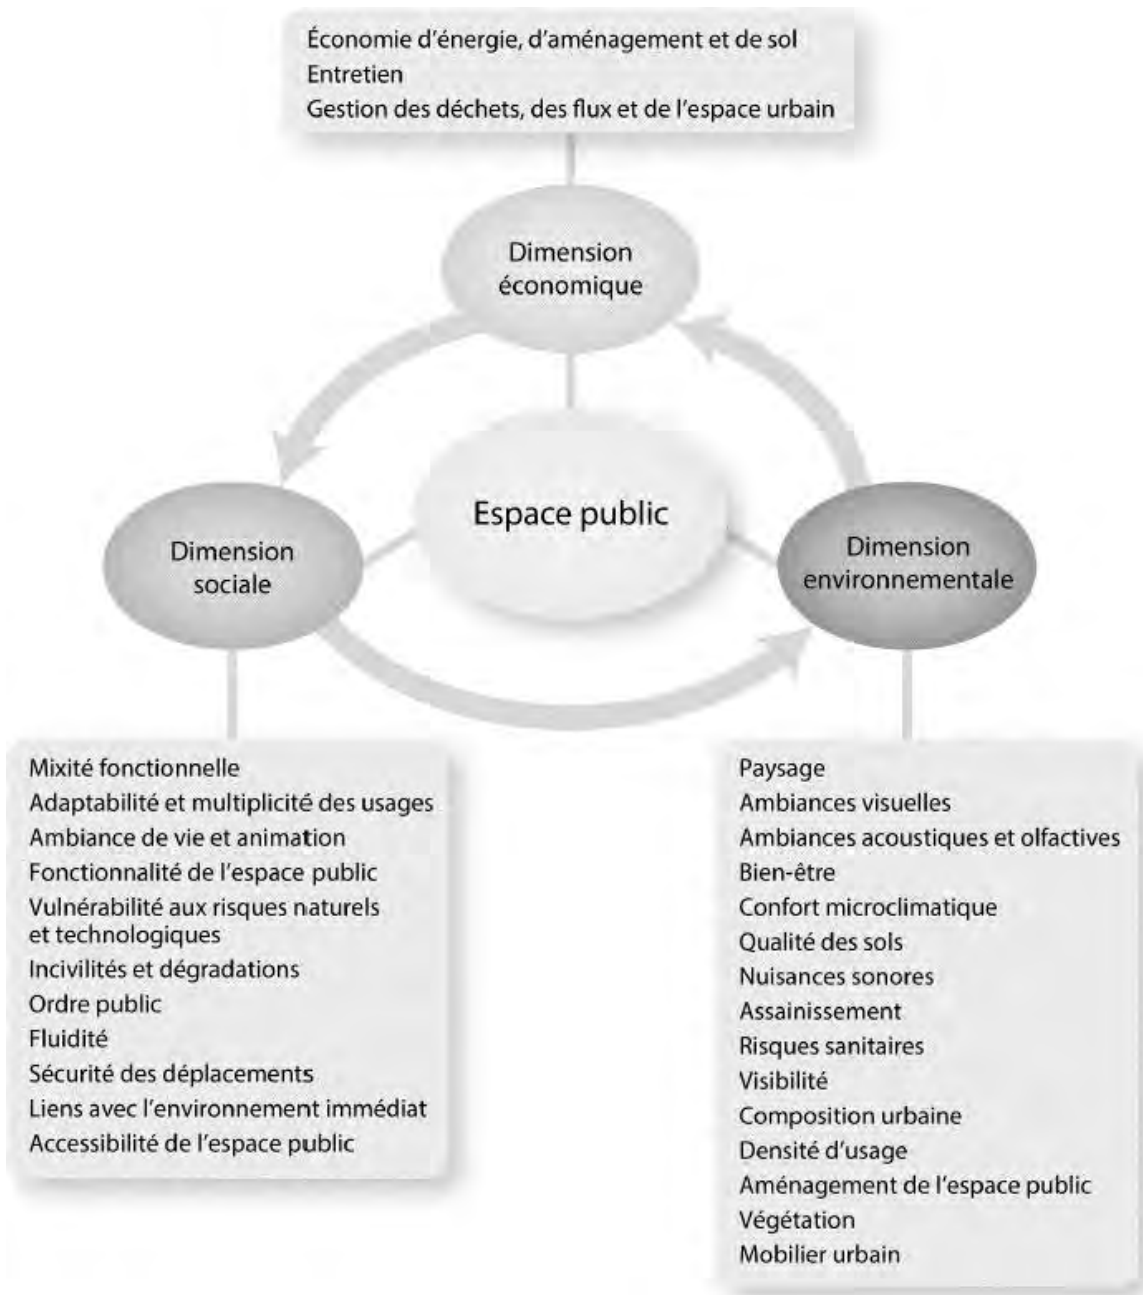 Économie d'énergie, d'aménagement et de sol
Entretien
Gestion des déchets, des flux et de l'espace urbain
Dimension
économique
Espace public
Dimension
sociale
Dimension
environnementale
Mixité fonctionnelle
Adaptabilité et multiplicité des usages
Ambiance de vie et animation
Fonctionnalité de l'espace public
Vulnérabilité aux risques naturels
et technologiques
Incivilités et dégradations
Ordre public
Fluidité
Sécurité des déplacements
Liens avec l'environnement immédiat
Accessibilité de l'espace public
Paysage
Ambiances visuelles
Ambiances acoustiques et olfactives
Bien-être
Confort microclimatique
Qualité des sols
Nuisances sonores
Assainissement
Risques sanitaires
Visibilité
Composition urbaine
Densité d'usage
Aménagement de l'espace public
Végétation
Mobilier urbain